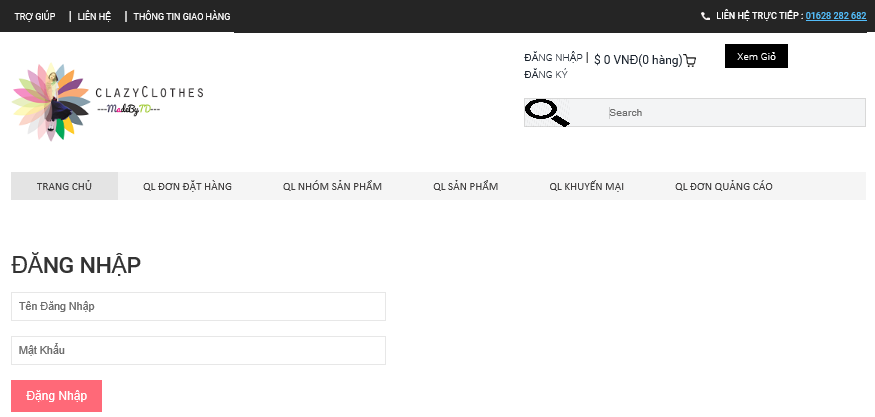 TRỢ GIÚP | LIÊN HỆ | THÔNG TIN GIAO HÀNG
LIÊN HỆ TRỰC TIẾP : 01628 282 682
CLAZYCLOTHES
---MadeByTD---
ĐĂNG NHẬP |
ĐĂNG KÝ
$ 0 VNĐ(0 hàng)
Xem Giỏ
Search
TRANG CHỦ QL ĐƠN ĐẶT HÀNG QL NHÓM SẢN PHẨM QL SẢN PHẨM QL KHUYẾN MẠI QL ĐƠN QUẢNG CÁO
ĐĂNG NHẬP
Tên Đăng Nhập
Mật Khẩu
Đăng Nhập